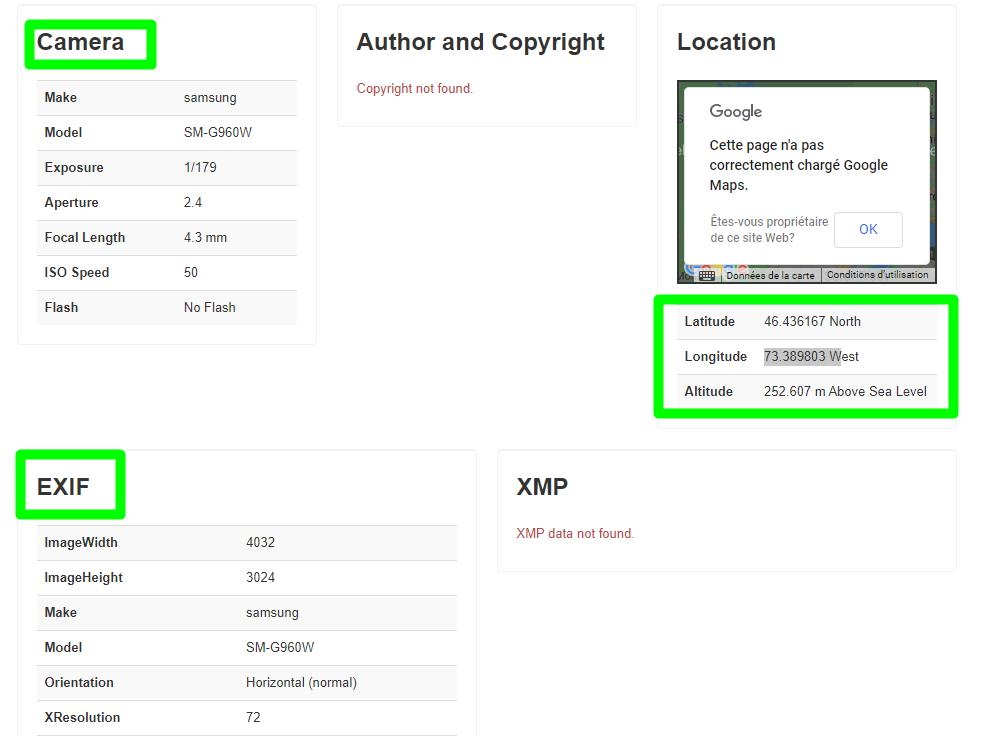 Camera
Make samsung
Model SM-G960W
Exposure 1/179
Aperture 2.4
Focal Length 4.3 mm
ISO Speed 50
Flash No Flash
Author and Copyright
Copyright not found.
Location
Google
Cette page n'a pas
correctement chargé Google
Maps.
Êtes-vous propriétaire
de ce site Web?
OK
Données de la carte
Conditions d'utilisation
Latitude 46.436167 North
Longitude 73.389803 West
Altitude 252.607 m Above Sea Level
EXIF
ImageWidth 4032
ImageHeight 3024
Make samsung
Model SM-G960W
Orientation Horizontal (normal)
XResolution 72
XMP
XMP data not found.